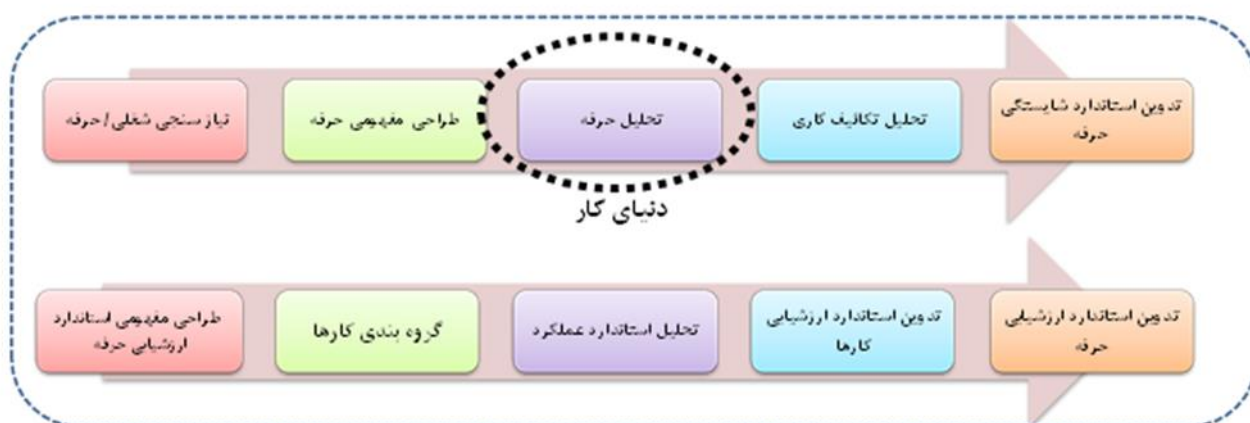 نیاز سنجی شغلی/ حرفه
طراحی مفهومی حرفه
تحلیل حرفه
تحلیل تکالیف کاری
تدوین استاندارد شایستگی
حرفه
دنیای کار
طراحی مفهومی استاندارد
ارزشیابی حرفه
گروه بندی کارها
تحلیل استاندارد عملکرد
تدوین استاندارد ارزشیابی
کارها
تدوین استاندارد ارزشیابی
حرفه